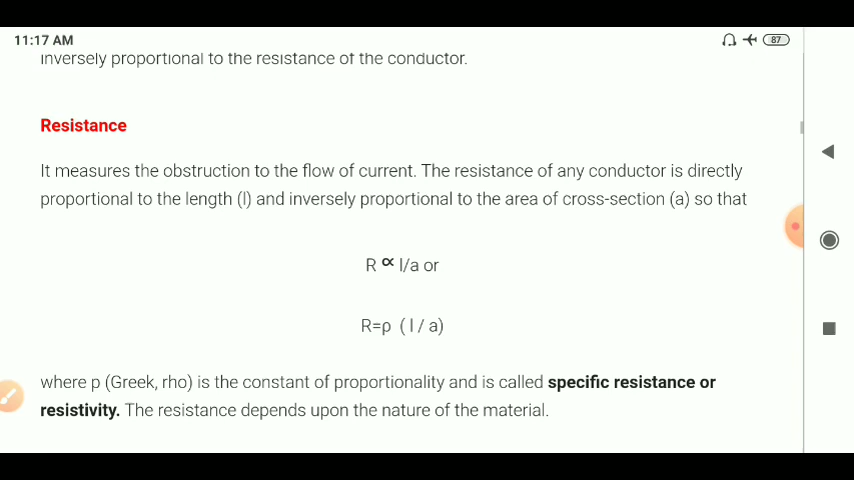 11:17 AM
87
inversely proportional to the resistance of the conductor.
Resistance
It measures the obstruction to the flow of current. The resistance of any conductor is directly
proportional to the length (l) and inversely proportional to the area of cross-section (a) so that
R ∝ l/a or
R=ρ ( l / a)
where p (Greek, rho) is the constant of proportionality and is called specific resistance or
resistivity. The resistance depends upon the nature of the material.